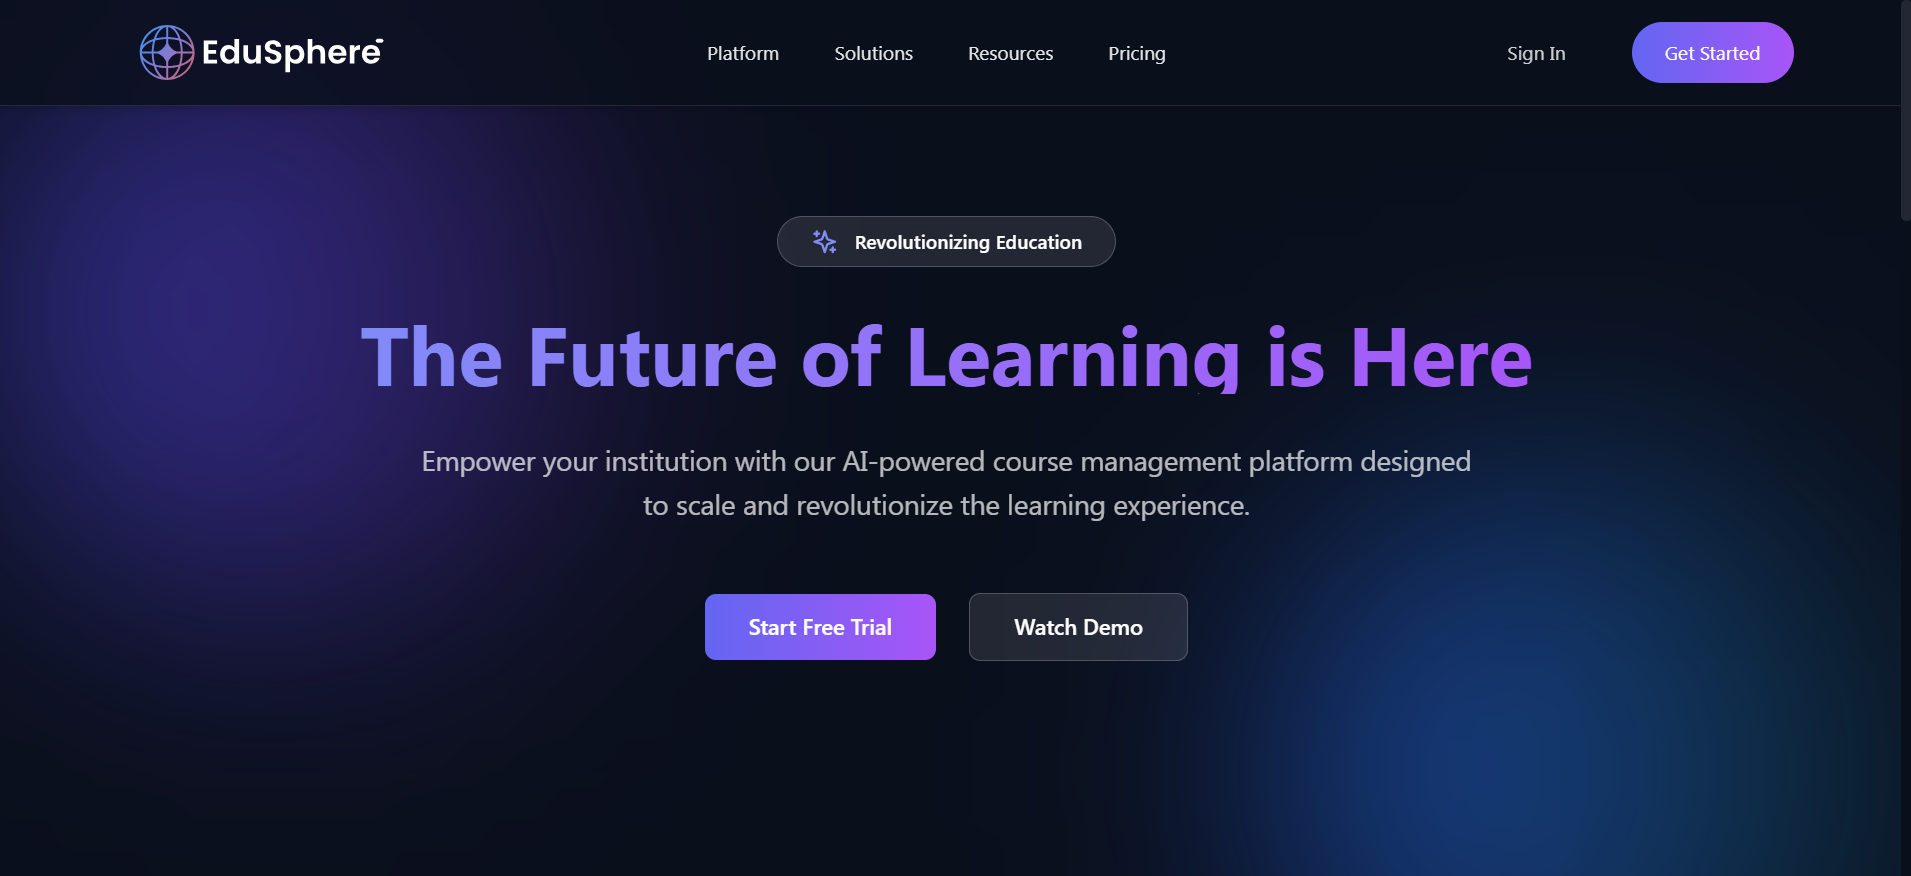 EduSphere
Platform
Solutions
Resources
Pricing
Sign In
Get Started
Revolutionizing Education
The Future of Learning is Here
Empower your institution with our AI-powered course management platform designed
to scale and revolutionize the learning experience.
Start Free Trial
Watch Demo